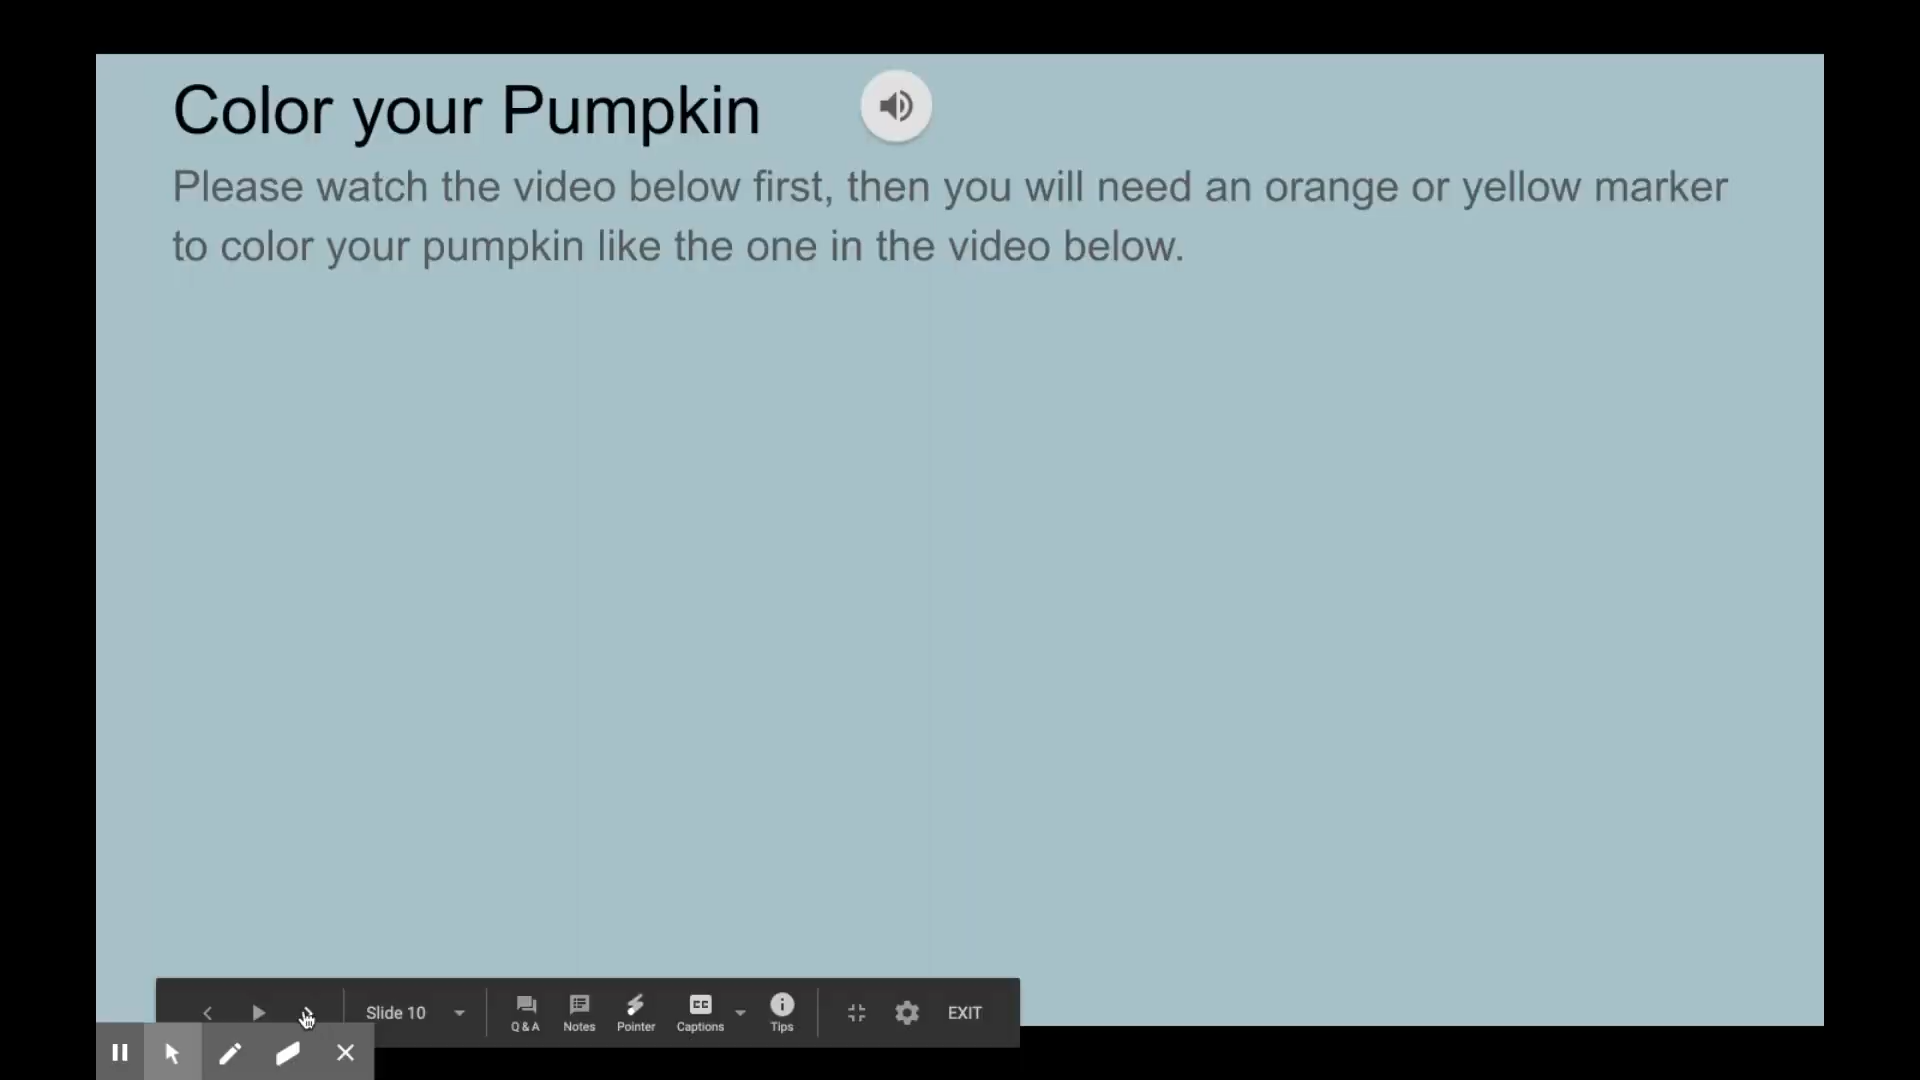 Color your Pumpkin
Please watch the video below first, then you will need an orange or yellow marker
to color your pumpkin like the one in the video below.
Slide 10
Q & A
Notes
Pointer
CC
Captions
Tips
EXIT